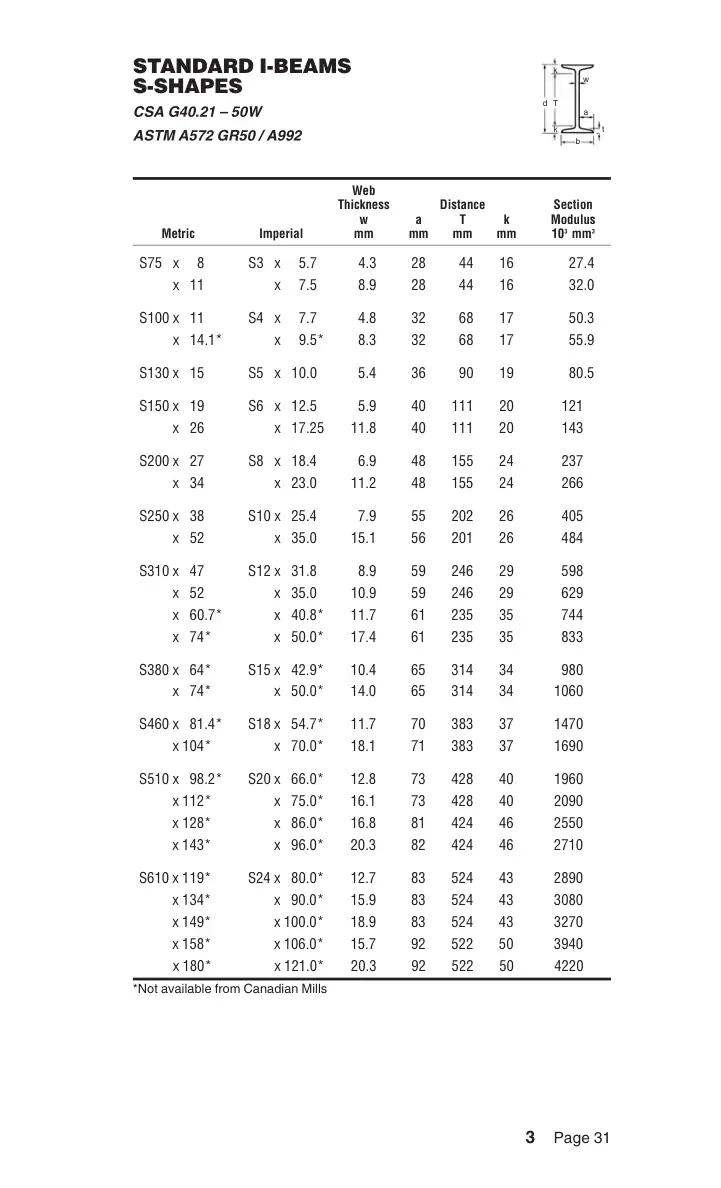 STANDARD I-BEAMS
S-SHAPES
CSA G40.21 – 50W
ASTM A572 GR50 / A992
k
w
d T
a
k
t
b
Web
Thickness Distance Section
w a T k Modulus
Metric Imperial mm mm mm mm 10³ mm³
S75 x 8 S3 x 5.7 4.3 28 44 16 27.4
x 11 x 7.5 8.9 28 44 16 32.0
S100 x 11 S4 x 7.7 4.8 32 68 17 50.3
x 14.1* x 9.5* 8.3 32 68 17 55.9
S130 x 15 S5 x 10.0 5.4 36 90 19 80.5
S150 x 19 S6 x 12.5 5.9 40 111 20 121
x 26 x 17.25 11.8 40 111 20 143
S200 x 27 S8 x 18.4 6.9 48 155 24 237
x 34 x 23.0 11.2 48 155 24 266
S250 x 38 S10 x 25.4 7.9 55 202 26 405
x 52 x 35.0 15.1 56 201 26 484
S310 x 47 S12 x 31.8 8.9 59 246 29 598
x 52 x 35.0 10.9 59 246 29 629
x 60.7* x 40.8* 11.7 61 235 35 744
x 74* x 50.0* 17.4 61 235 35 833
S380 x 64* S15 x 42.9* 10.4 65 314 34 980
x 74* x 50.0* 14.0 65 314 34 1060
S460 x 81.4* S18 x 54.7* 11.7 70 383 37 1470
x 104* x 70.0* 18.1 71 383 37 1690
S510 x 98.2* S20 x 66.0* 12.8 73 428 40 1960
x 112* x 75.0* 16.1 73 428 40 2090
x 128* x 86.0* 16.8 81 424 46 2550
x 143* x 96.0* 20.3 82 424 46 2710
S610 x 119* S24 x 80.0* 12.7 83 524 43 2890
x 134* x 90.0* 15.9 83 524 43 3080
x 149* x 100.0* 18.9 83 524 43 3270
x 158* x 106.0* 15.7 92 522 50 3940
x 180* x 121.0* 20.3 92 522 50 4220
*Not available from Canadian Mills
3 Page 31